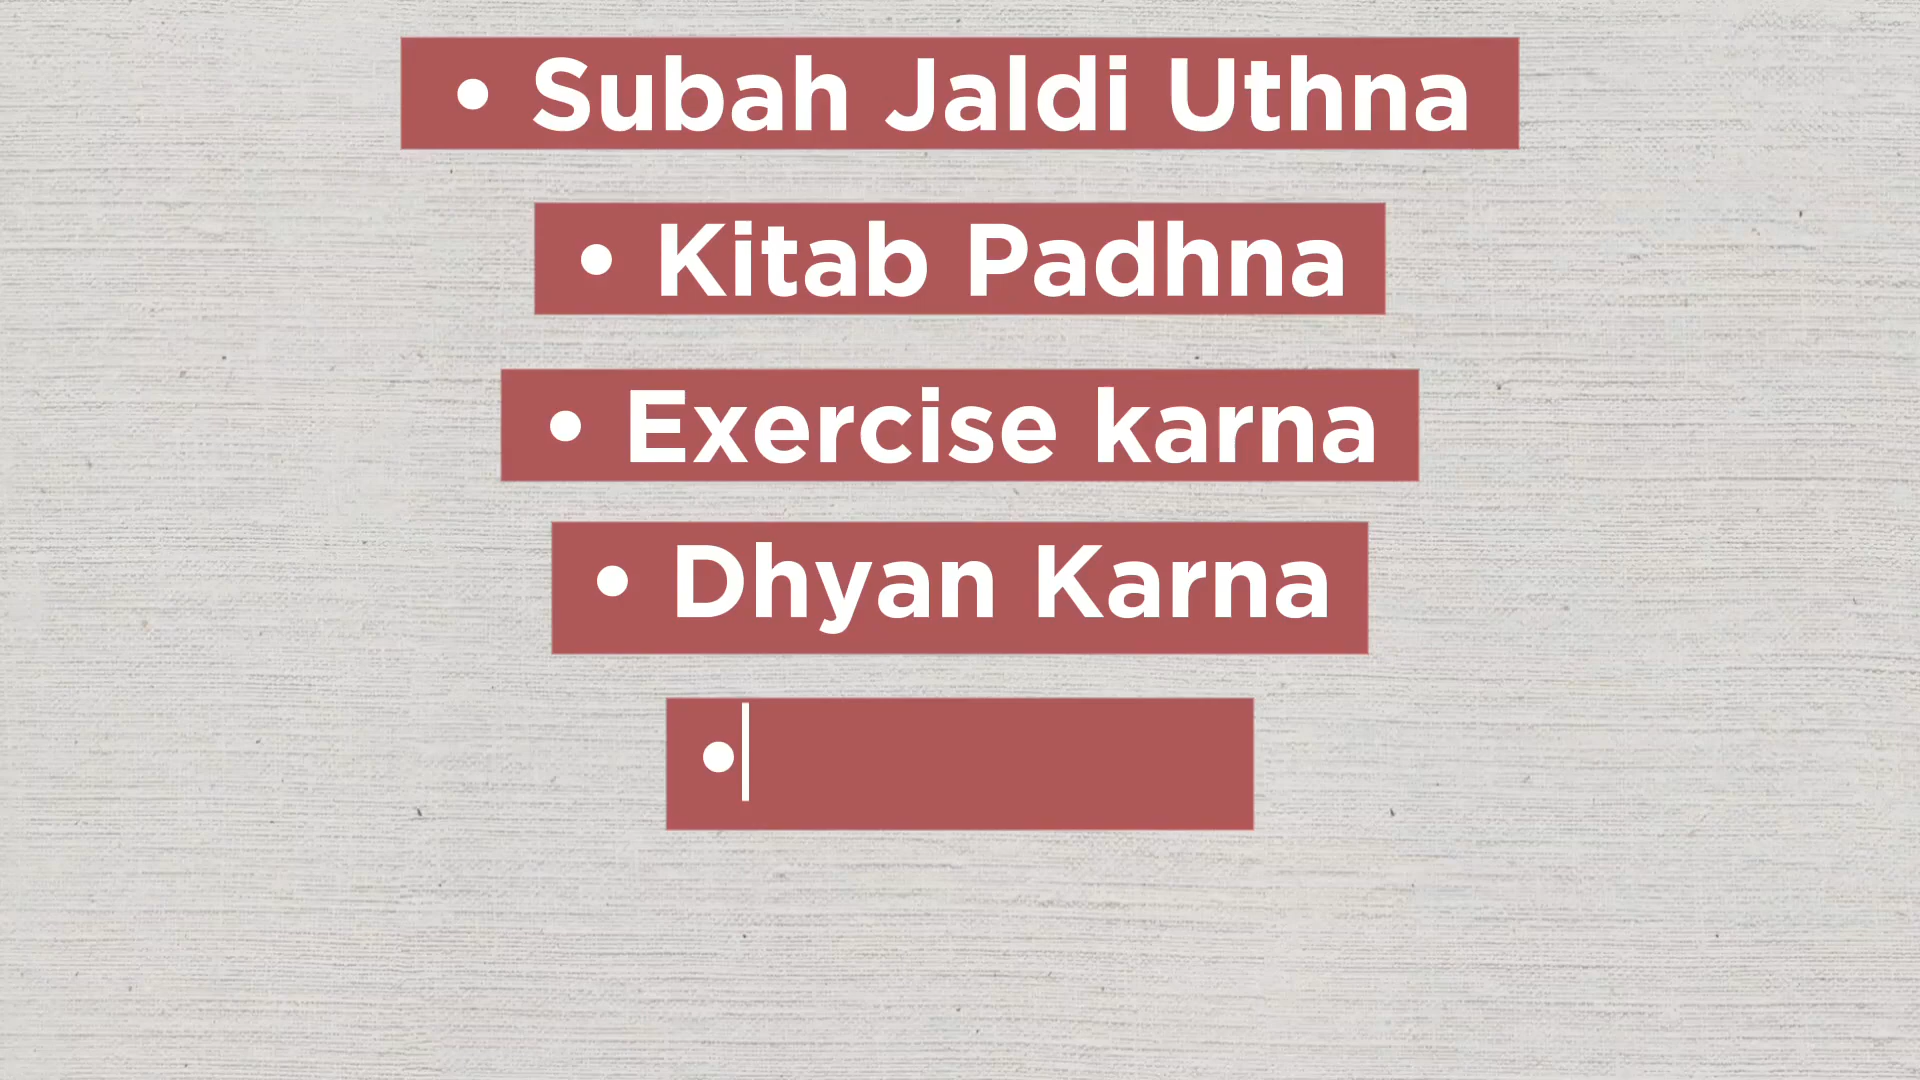 • Subah Jaldi Uthna
• Kitab Padhna
• Exercise karna
• Dhyan Karna
•